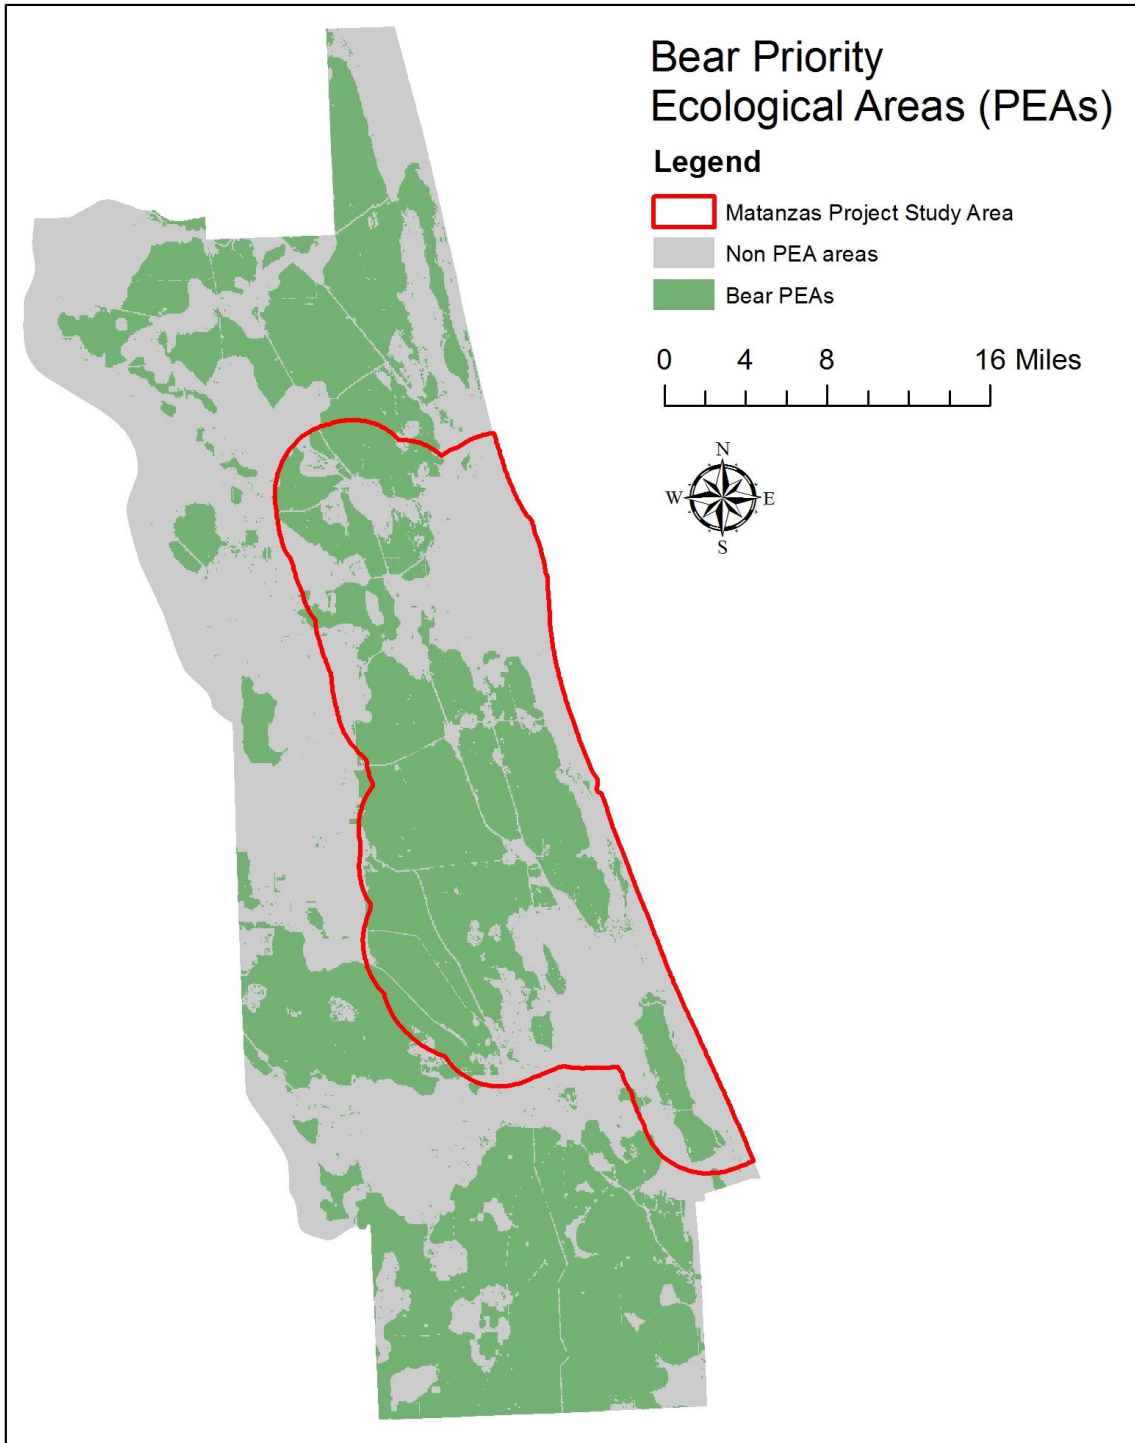 Bear Priority
Ecological Areas (PEAs)
Legend
Matanzas Project Study Area
Non PEA areas
Bear PEAs
0 4 8 16 Miles
N
W E
S